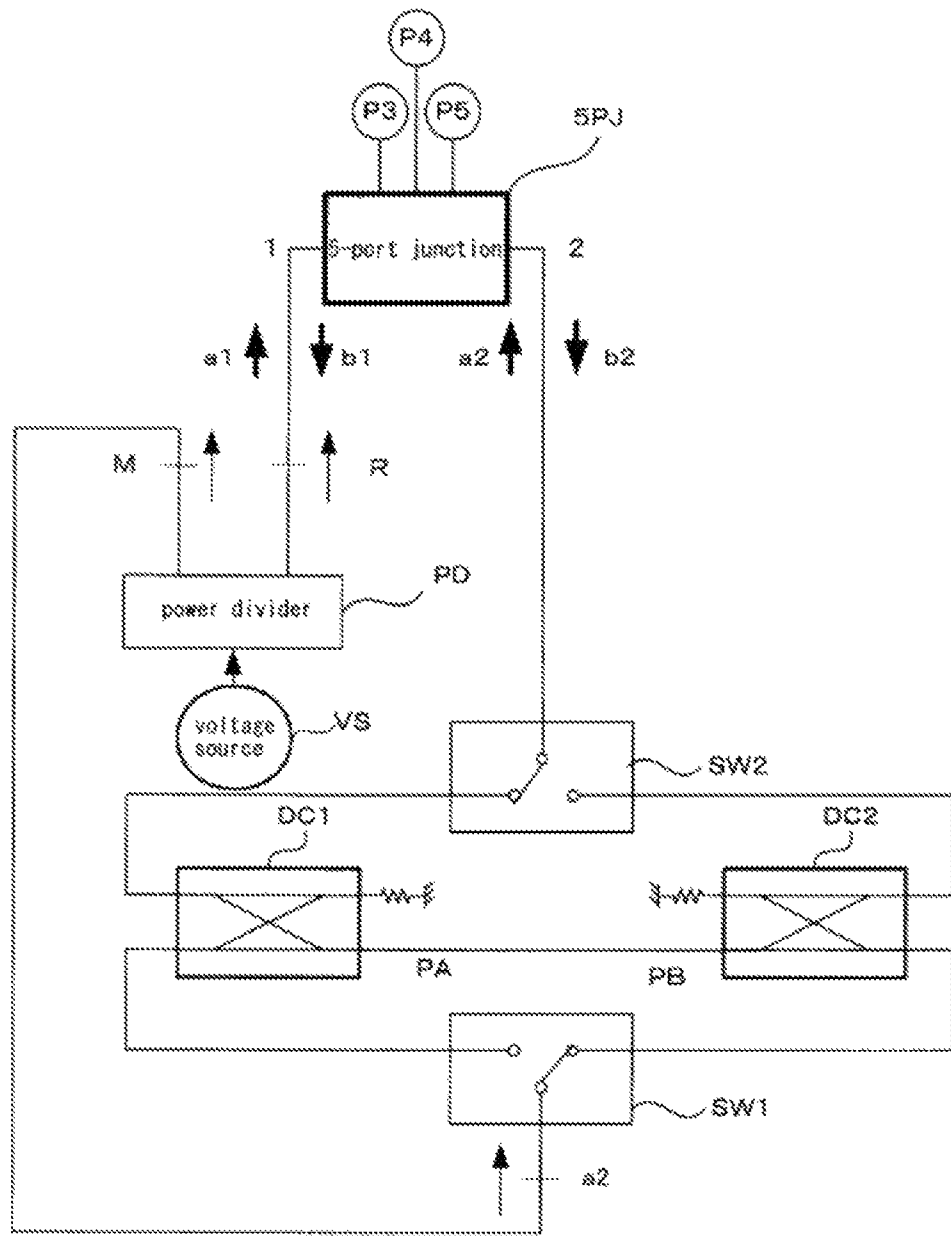 P4
P3
P5
5PJ
1
5-port junction
2
a1
b1
a2
b2
M
R
PD
power divider
voltage
source
VS
SW2
DC1
DC2
PA
PB
SW1
a2